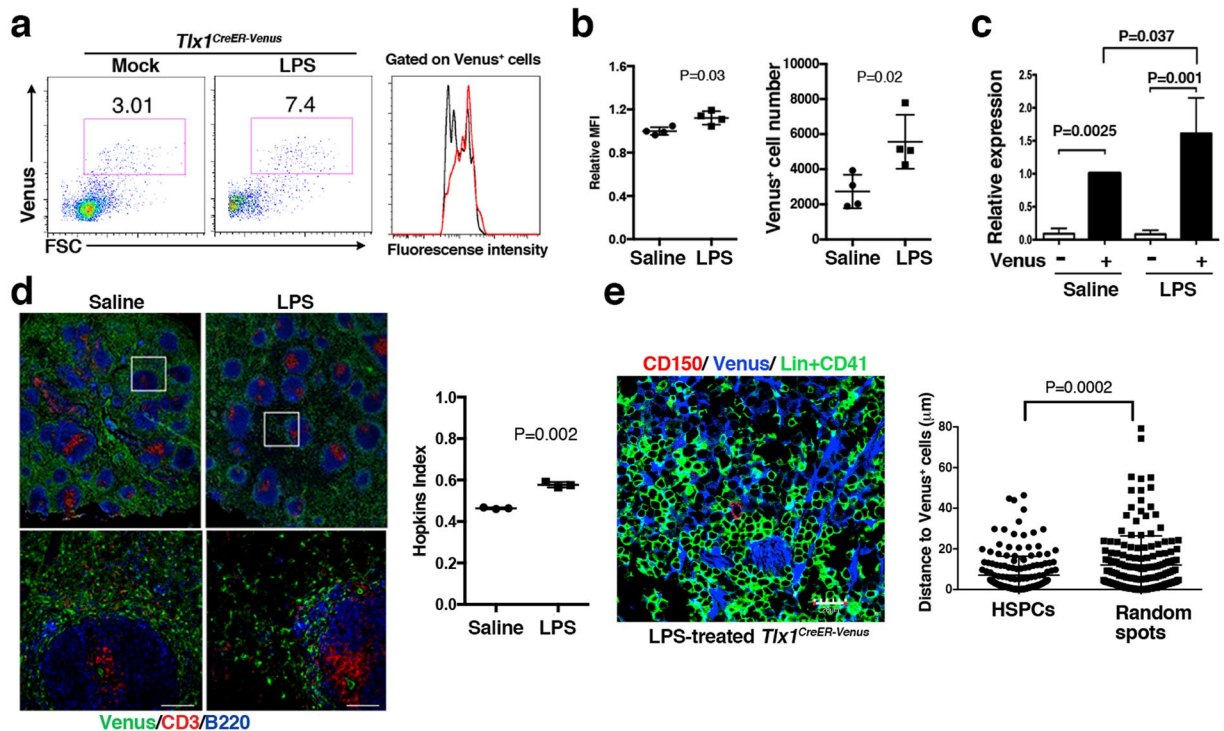 a
Tlx1CreER-Venus
Mock
LPS
Gated on Venus+ cells
3.01
7.4
Venus
FSC
Fluorescense intensity
b
P=0.03
Relative MFI
1.6
1.2
0.8
0.4
0.0
Saline LPS
P=0.02
Venus+ cell number
10000
8000
6000
4000
2000
0
Saline LPS
c
P=0.037
P=0.001
P=0.0025
Relative expression
2.5
2.0
1.5
1.0
0.5
0.0
Venus - + - +
Saline LPS
d
Saline
LPS
Venus/CD3/B220
P=0.002
Hopkins Index
1.0
0.8
0.6
0.4
0.2
0.0
Saline LPS
e
CD150/ Venus/ Lin+CD41
LPS-treated Tlx1CreER-Venus
P=0.0002
Distance to Venus+ cells (μm)
80
60
40
20
0
HSPCs
Random
spots